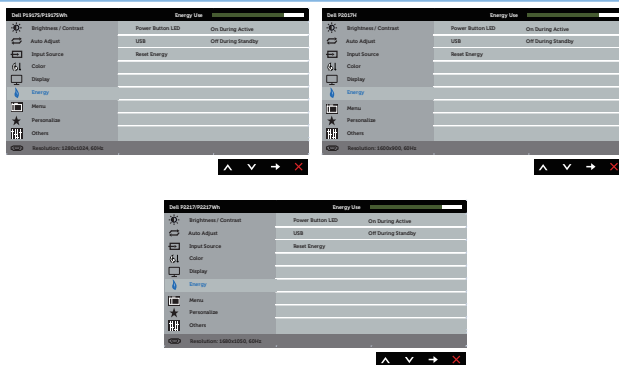 Dell P1917S/P1917SWh Energy Use
Brightness / Contrast Power Button LED On During Active
Auto Adjust USB Off During Standby
Input Source Reset Energy
Color
Display
Energy
Menu
Personalize
Others
Resolution: 1280x1024, 60Hz
Dell P2017H Energy Use
Brightness / Contrast Power Button LED On During Active
Auto Adjust USB Off During Standby
Input Source Reset Energy
Color
Display
Energy
Menu
Personalize
Others
Resolution: 1600x900, 60Hz
Dell P2217/P2217Wh Energy Use
Brightness / Contrast Power Button LED On During Active
Auto Adjust USB Off During Standby
Input Source Reset Energy
Color
Display
Energy
Menu
Personalize
Others
Resolution: 1680x1050, 60Hz